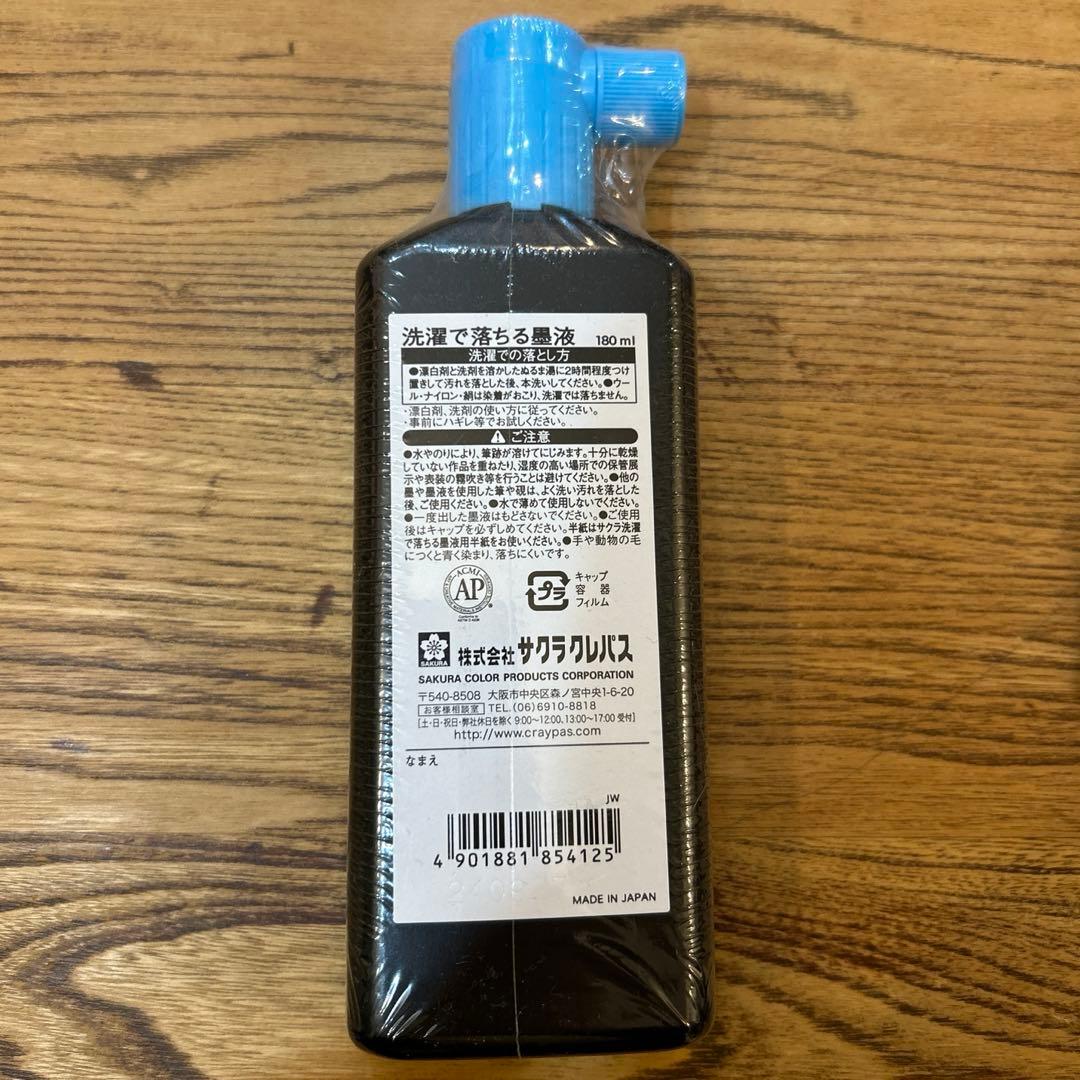 洗濯で落ちる墨液 180ml
洗濯での落とし方
●漂白剤と洗剤を溶かしたぬるま湯に2時間程度つけ
置きして汚れを落とした後、本洗いしてください。●ウー
ル・ナイロン・絹は染着がおこり、洗濯では落ちません。
・漂白剤、洗剤の使い方に従ってください。
・事前にハギレ等でお試しください。
ご注意
●水やのりにより、筆跡が溶けてにじみます。十分に乾燥
していない作品を重ねたり、湿度の高い場所での保管展
示や表装の霧吹き等を行うことは避けてください。●他の
墨や墨液を使用した筆や硯は、よく洗い汚れを落とした
後、ご使用ください。●水で薄めて使用しないでください。
●一度出した墨液はもどさないでください。●ご使用
後はキャップを必ずしめてください。半紙はサクラ洗濯
で落ちる墨液用半紙をお使いください。●手や動物の毛
につくと青く染まり、落ちにくいです。
ACMI
AP
プラ
キャップ
容器
フィルム
SAKURA
株式会社サクラクレパス
SAKURA COLOR PRODUCTS CORPORATION
〒540-8508 大阪市中央区森ノ宮中央1-6-20
お客様相談室 TEL.(06)6910-8818
[土・日・祝日・弊社休日を除く 9:00〜12:00、13:00〜17:00 受付]
http://www.craypas.com
なまえ
JW
4 901881 854125
MADE IN JAPAN